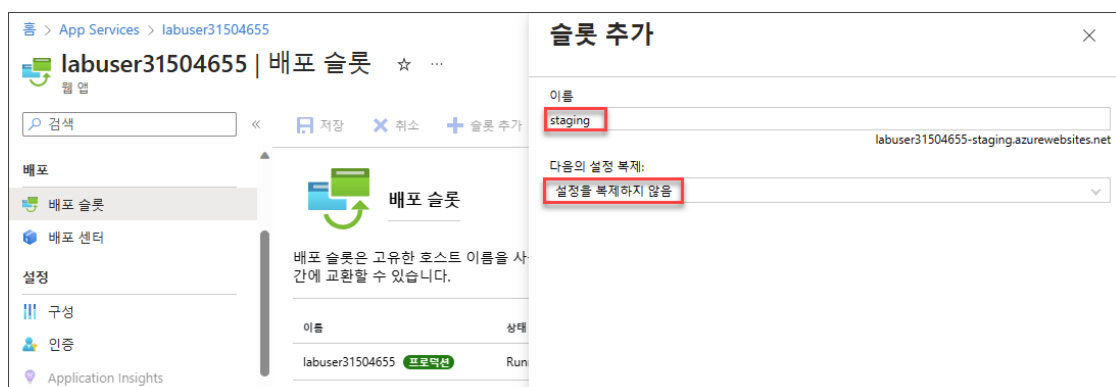 홈 > App Services > labuser31504655
labuser31504655 | 배포 슬롯 ☆ ...
웹 앱
검색
«
저장
취소
슬롯 추가
배포
배포 슬롯
배포 센터
설정
구성
인증
Application Insights
배포 슬롯
배포 슬롯은 고유한 호스트 이름을 사
간에 교환할 수 있습니다.
이름 상태
labuser31504655 프로덕션 Run
슬롯 추가
이름
staging
labuser31504655-staging.azurewebsites.net
다음의 설정 복제:
설정을 복제하지 않음